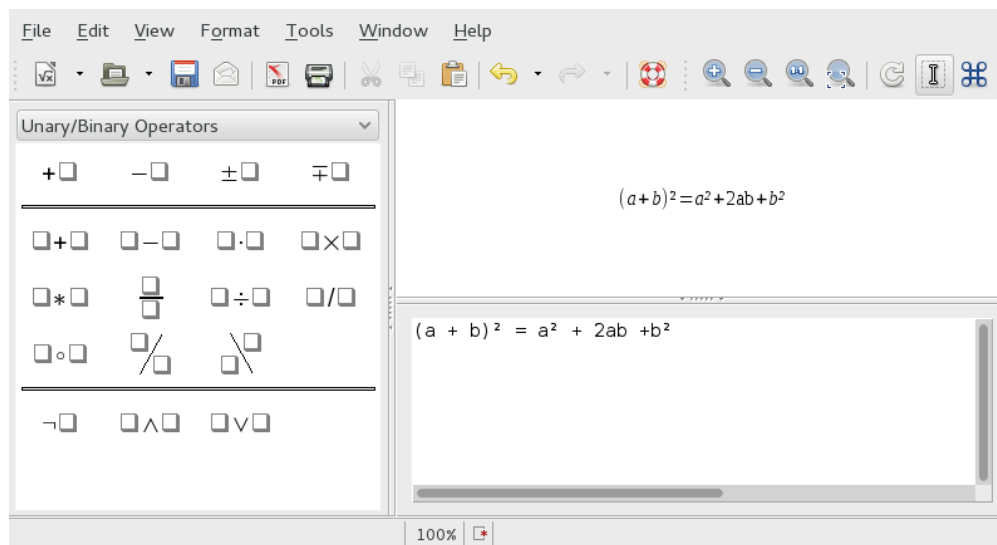 File Edit View Format Tools Window Help
PDF
Unary/Binary Operators
+□ −□ ±□ ∓□
□+□ □−□ □·□ □×□
□∗□ □/□ □÷□ □/□
□∘□ □/□ □\□
¬□ □∧□ □∨□
(a+b)²=a²+2ab+b²
(a + b)² = a² + 2ab +b²
100%